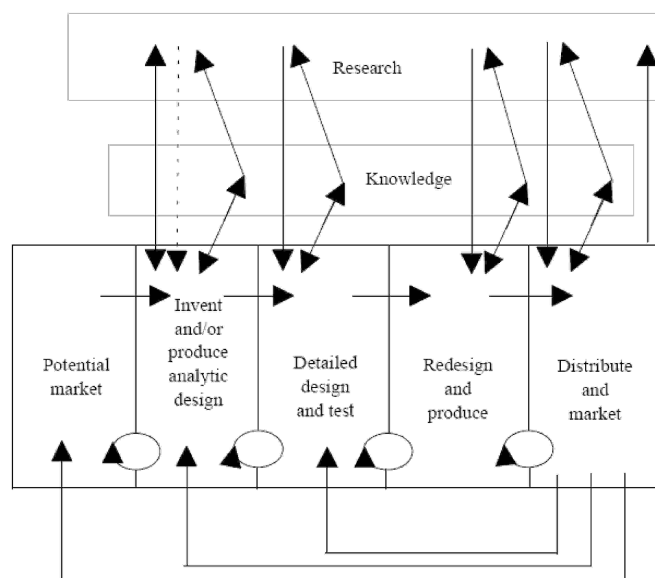 Research
Knowledge
Potential
market
Invent
and/or
produce
analytic
design
Detailed
design
and test
Redesign
and
produce
Distribute
and
market